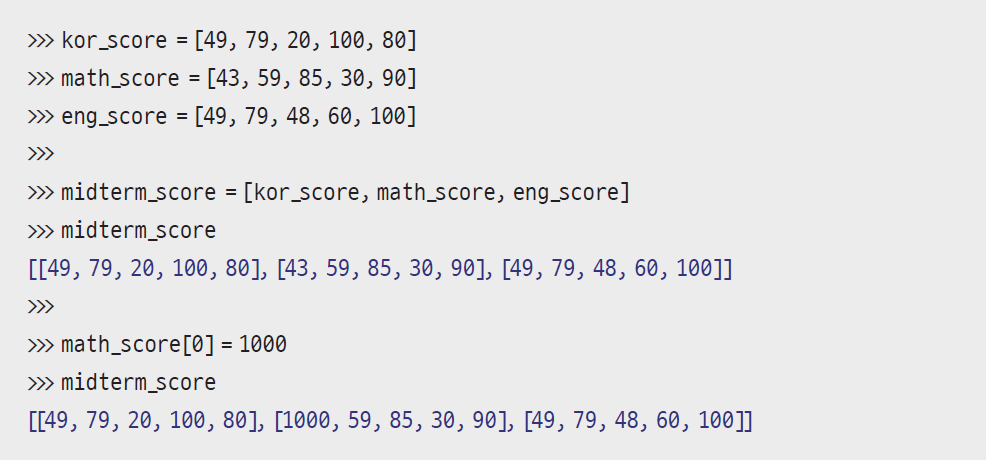 >>> kor_score = [49, 79, 20, 100, 80]
>>> math_score = [43, 59, 85, 30, 90]
>>> eng_score = [49, 79, 48, 60, 100]
>>>
>>> midterm_score = [kor_score, math_score, eng_score]
>>> midterm_score
[[49, 79, 20, 100, 80], [43, 59, 85, 30, 90], [49, 79, 48, 60, 100]]
>>>
>>> math_score[0] = 1000
>>> midterm_score
[[49, 79, 20, 100, 80], [1000, 59, 85, 30, 90], [49, 79, 48, 60, 100]]